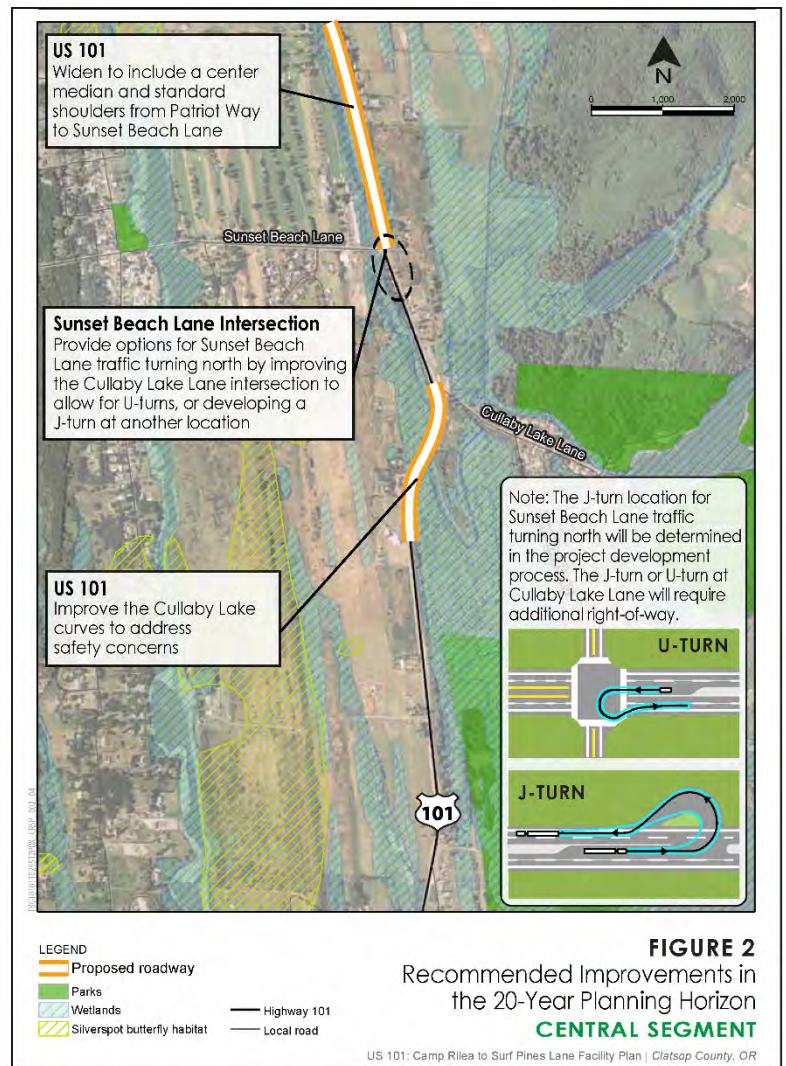 US 101
Widen to include a center
median and standard
shoulders from Patriot Way
to Sunset Beach Lane
N
0 1,000 2,000
Sunset Beach Lane
Sunset Beach Lane Intersection
Provide options for Sunset Beach
Lane traffic turning north by improving
the Cullaby Lake Lane intersection to
allow for U-turns, or developing a
J-turn at another location
Cullaby Lake Lane
US 101
Improve the Cullaby Lake
curves to address
safety concerns
Note: The J-turn location for
Sunset Beach Lane traffic
turning north will be determined
in the project development
process. The J-turn or U-turn at
Cullaby Lake Lane will require
additional right-of-way.
U-TURN
J-TURN
101
LEGEND
Proposed roadway
Parks
Wetlands
Silverspot butterfly habitat
Highway 101
Local road
FIGURE 2
Recommended Improvements in
the 20-Year Planning Horizon
CENTRAL SEGMENT
US 101: Camp Rilea to Surf Pines Lane Facility Plan | Clatsop County, OR